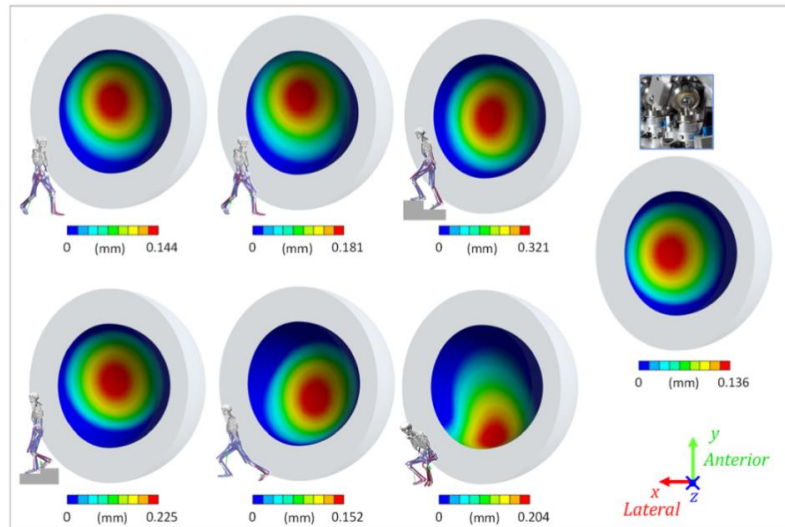 0 (mm) 0.144
0 (mm) 0.181
0 (mm) 0.321
0 (mm) 0.136
0 (mm) 0.225
0 (mm) 0.152
0 (mm) 0.204
y
Anterior
x
z
Lateral